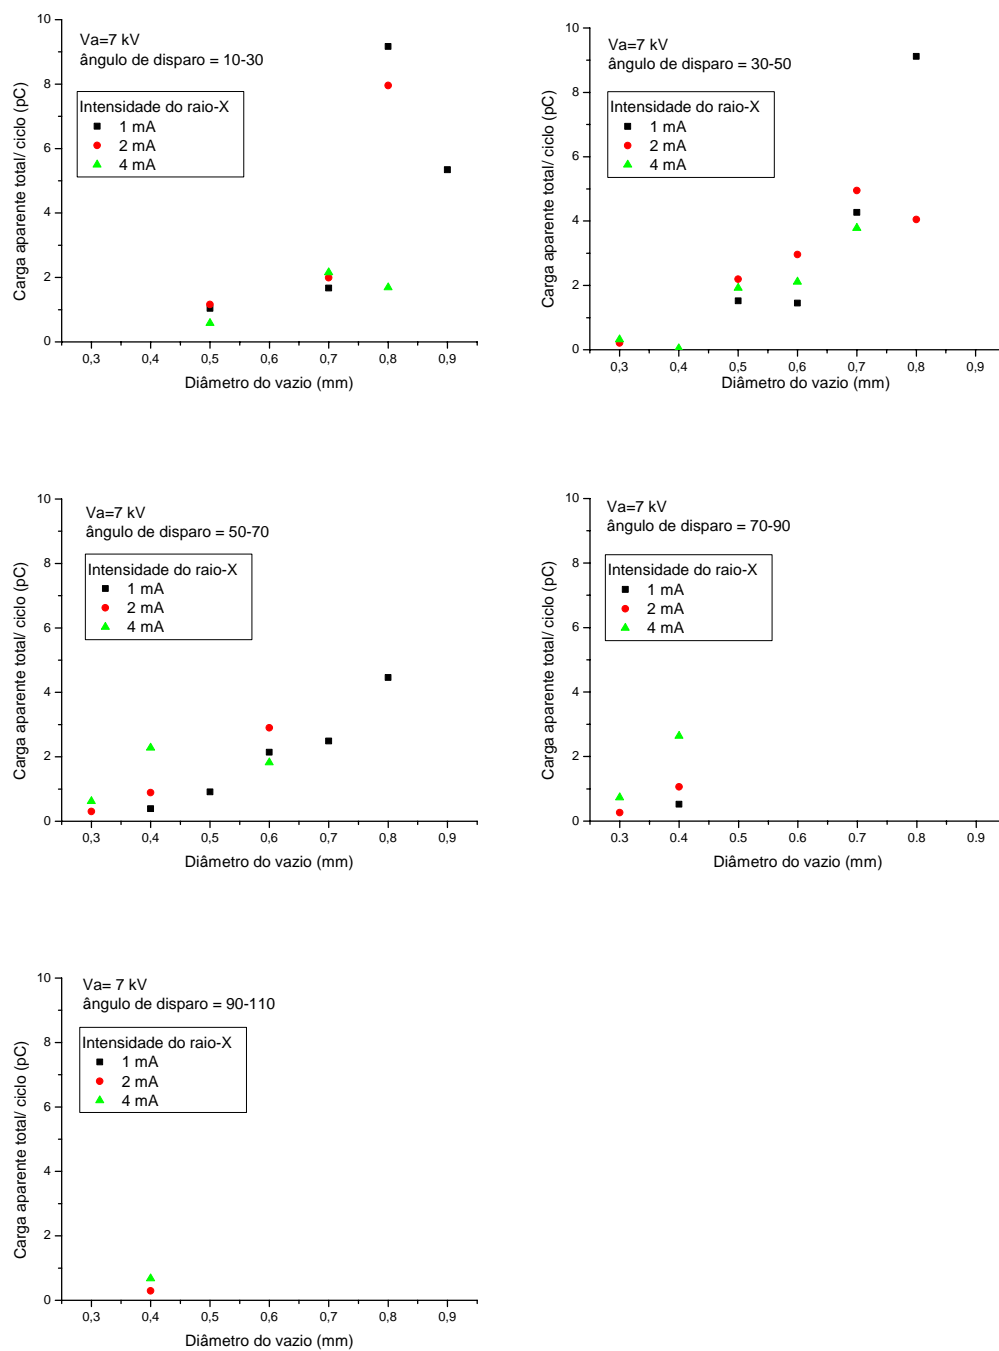 Va=7 kV
ângulo de disparo = 10-30
Intensidade do raio-X
1 mA
2 mA
4 mA
Carga aparente total/ ciclo (pC)
10
8
6
4
2
0
0,3 0,4 0,5 0,6 0,7 0,8 0,9
Diâmetro do vazio (mm)
Va=7 kV
ângulo de disparo = 30-50
Intensidade do raio-X
1 mA
2 mA
4 mA
Carga aparente total/ ciclo (pC)
10
8
6
4
2
0
0,3 0,4 0,5 0,6 0,7 0,8 0,9
Diâmetro do vazio (mm)
Va=7 kV
ângulo de disparo = 50-70
Intensidade do raio-X
1 mA
2 mA
4 mA
Carga aparente total/ ciclo (pC)
10
8
6
4
2
0
0,3 0,4 0,5 0,6 0,7 0,8 0,9
Diâmetro do vazio (mm)
Va=7 kV
ângulo de disparo = 70-90
Intensidade do raio-X
1 mA
2 mA
4 mA
Carga aparente total/ ciclo (pC)
10
8
6
4
2
0
0.3 0.4 0.5 0.6 0.7 0.8 0.9
Diâmetro do vazio (mm)
Va= 7 kV
ângulo de disparo = 90-110
Intensidade do raio-X
1 mA
2 mA
4 mA
Carga aparente total/ ciclo (pC)
10
8
6
4
2
0
0,3 0,4 0,5 0,6 0,7 0,8 0,9
Diâmetro do vazio (mm)